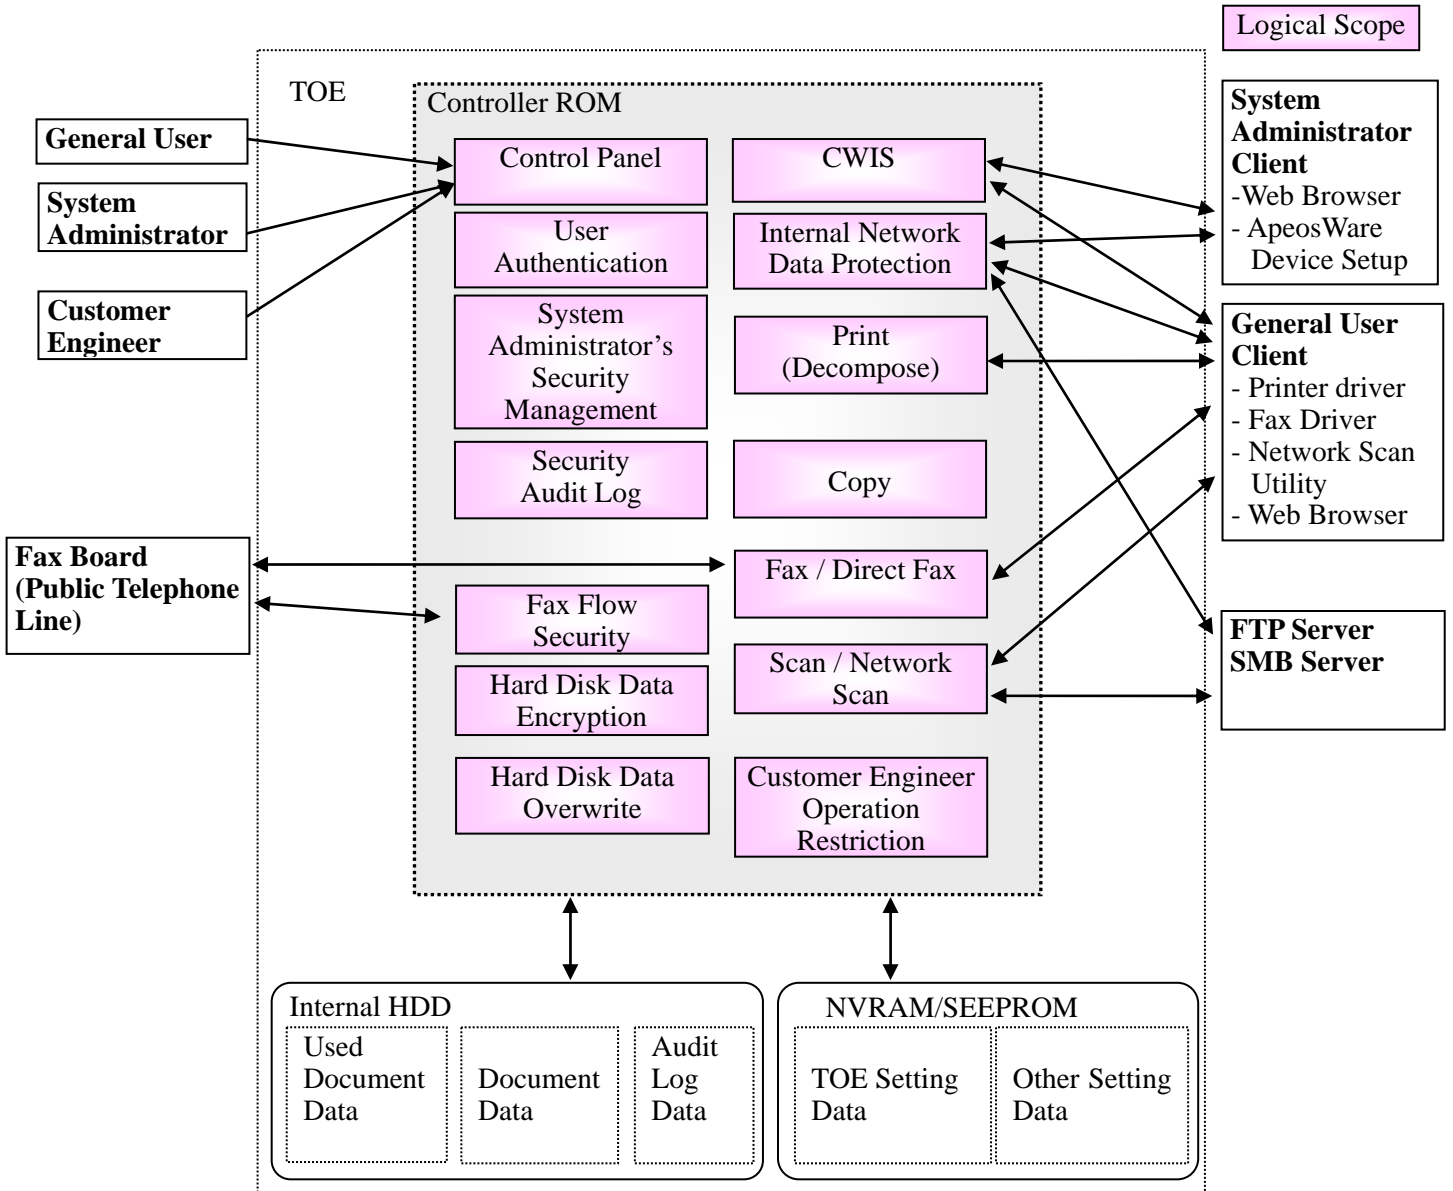 Logical Scope
TOE
Controller ROM
General User
System
Administrator
Customer
Engineer
Fax Board
(Public Telephone
Line)
Control Panel
User
Authentication
System
Administrator's
Security
Management
Security
Audit Log
Fax Flow
Security
Hard Disk Data
Encryption
Hard Disk Data
Overwrite
CWIS
Internal Network
Data Protection
Print
(Decompose)
Copy
Fax / Direct Fax
Scan / Network
Scan
Customer Engineer
Operation
Restriction
System
Administrator
Client
-Web Browser
- ApeosWare
Device Setup
General User
Client
- Printer driver
- Fax Driver
- Network Scan
Utility
- Web Browser
FTP Server
SMB Server
Internal HDD
Used
Document
Data
Document
Data
Audit
Log
Data
NVRAM/SEEPROM
TOE Setting
Data
Other Setting
Data